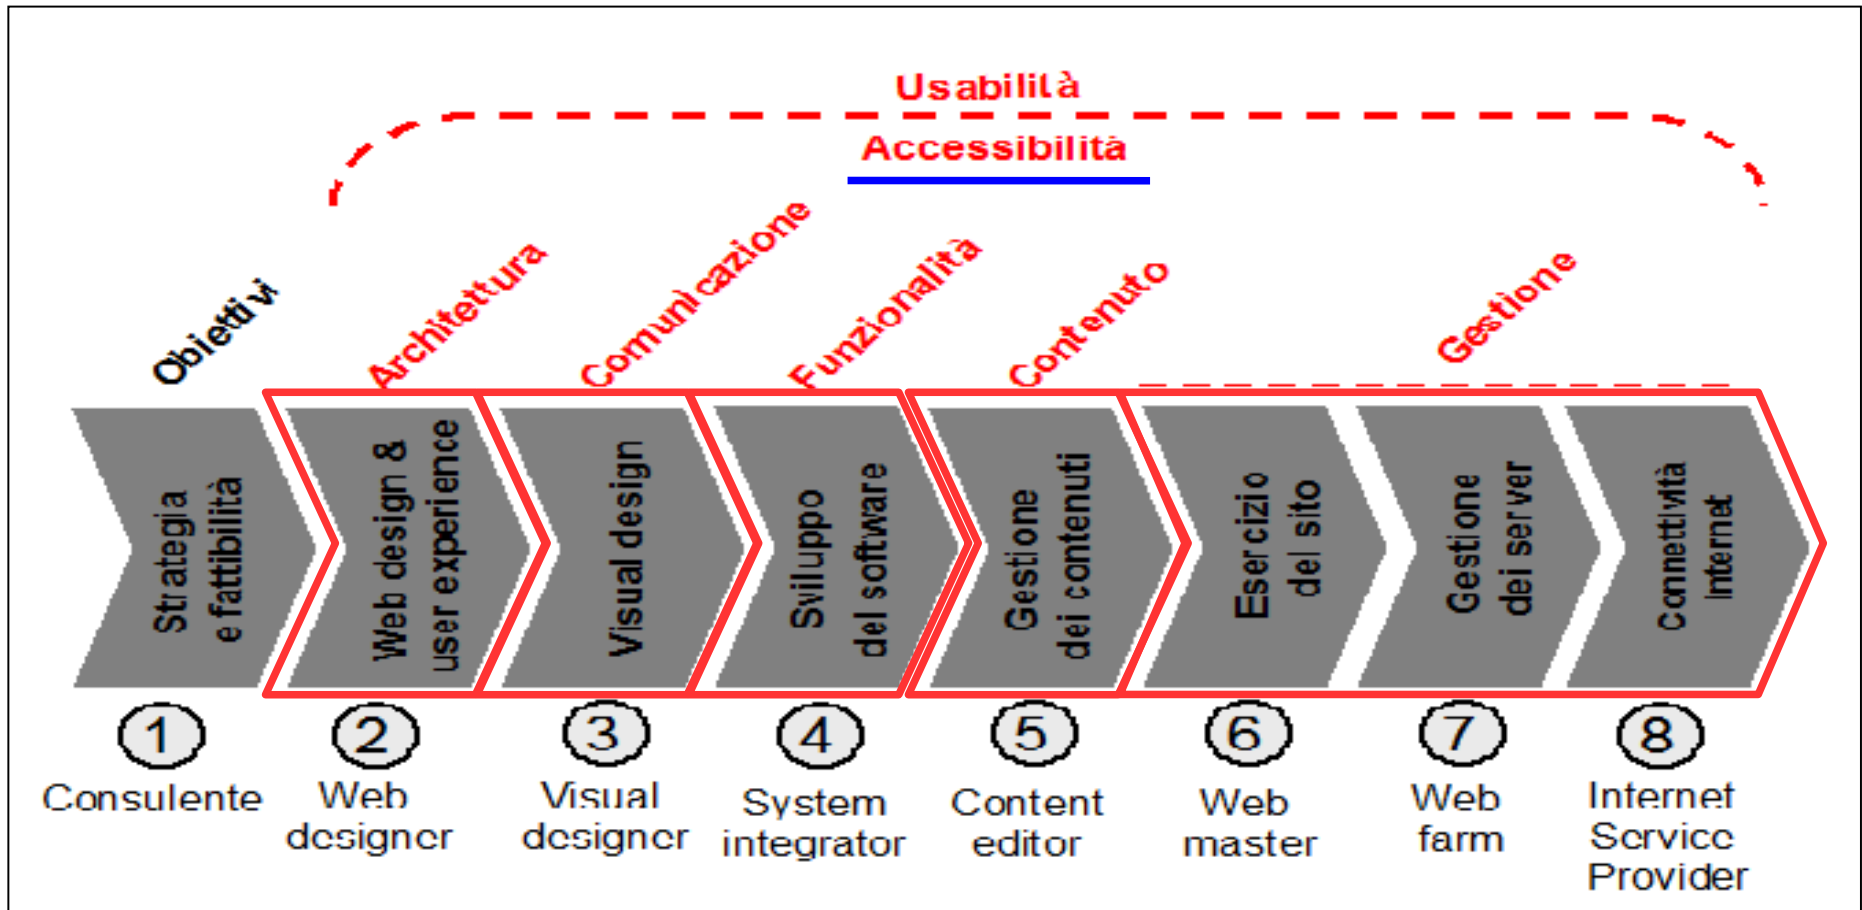 Usabilità
Accessibilità
Obiettivi
Architettura
Comunicazione
Funzionalità
Contenuto
Gestione
Strategia
e fattibilità
Web design &
user experience
Visual design
Sviluppo
del software
Gestione
dei contenuti
Esercizio
del sito
Gestione
dei server
Connettività
Internet
1
2
3
4
5
6
7
8
Consulente
Web
designer
Visual
designer
System
integrator
Content
editor
Web
master
Web
farm
Internet
Service
Provider